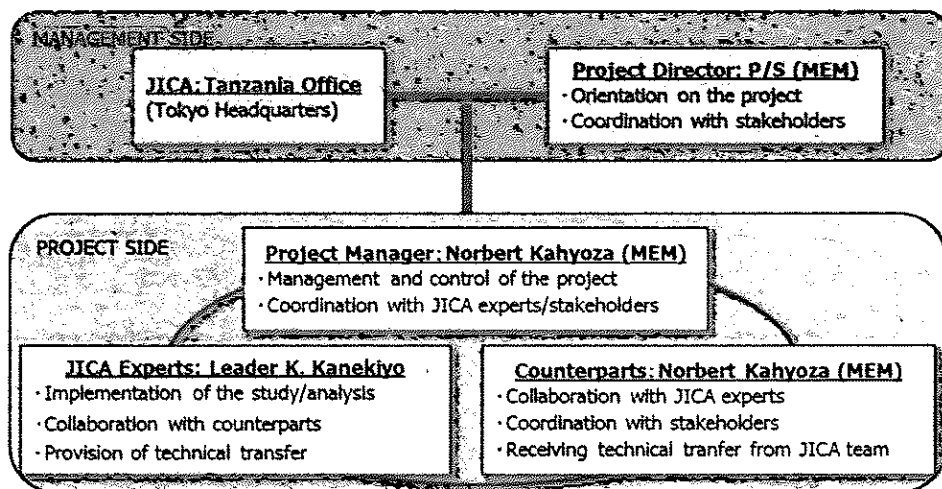 MANAGEMENT SIDE
JICA: Tanzania Office
(Tokyo Headquarters)
Project Director: P/S (MEM)
・Orientation on the project
・Coordination with stakeholders
PROJECT SIDE
Project Manager: Norbert Kahyoza (MEM)
・Management and control of the project
・Coordination with JICA experts/stakeholders
JICA Experts: Leader K. Kanekiyo
・Implementation of the study/analysis
・Collaboration with counterparts
・Provision of technical transfer
Counterparts: Norbert Kahyoza (MEM)
・Collaboration with JICA experts
・Coordination with stakeholders
・Receiving technical tranfer from JICA team